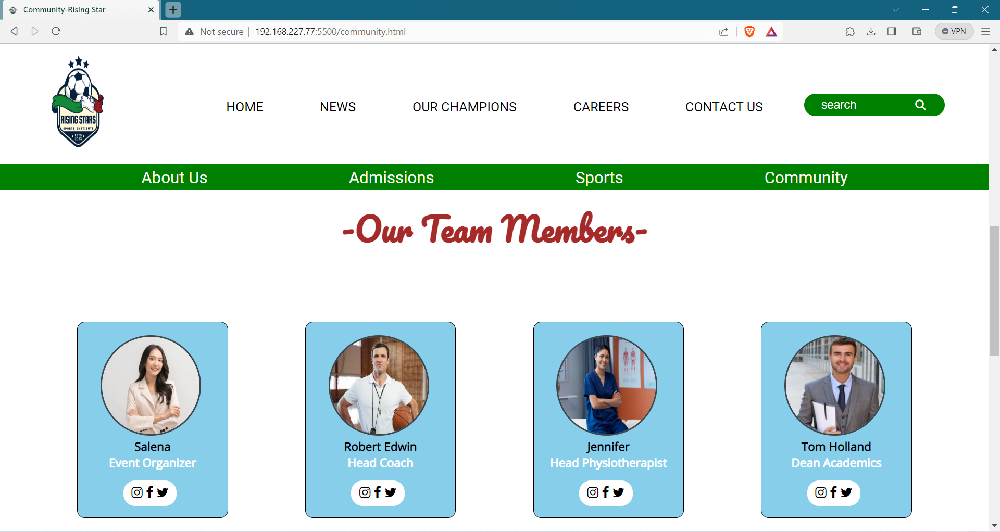 Community-Rising Star
Not secure 192.168.227.77:5500/community.html
VPN
RISING STARS
SPORTS INSTITUTE
ESTD
2023
HOME NEWS OUR CHAMPIONS CAREERS CONTACT US search
About Us Admissions Sports Community
-Our Team Members-
Salena
Event Organizer
Robert Edwin
Head Coach
Jennifer
Head Physiotherapist
Tom Holland
Dean Academics